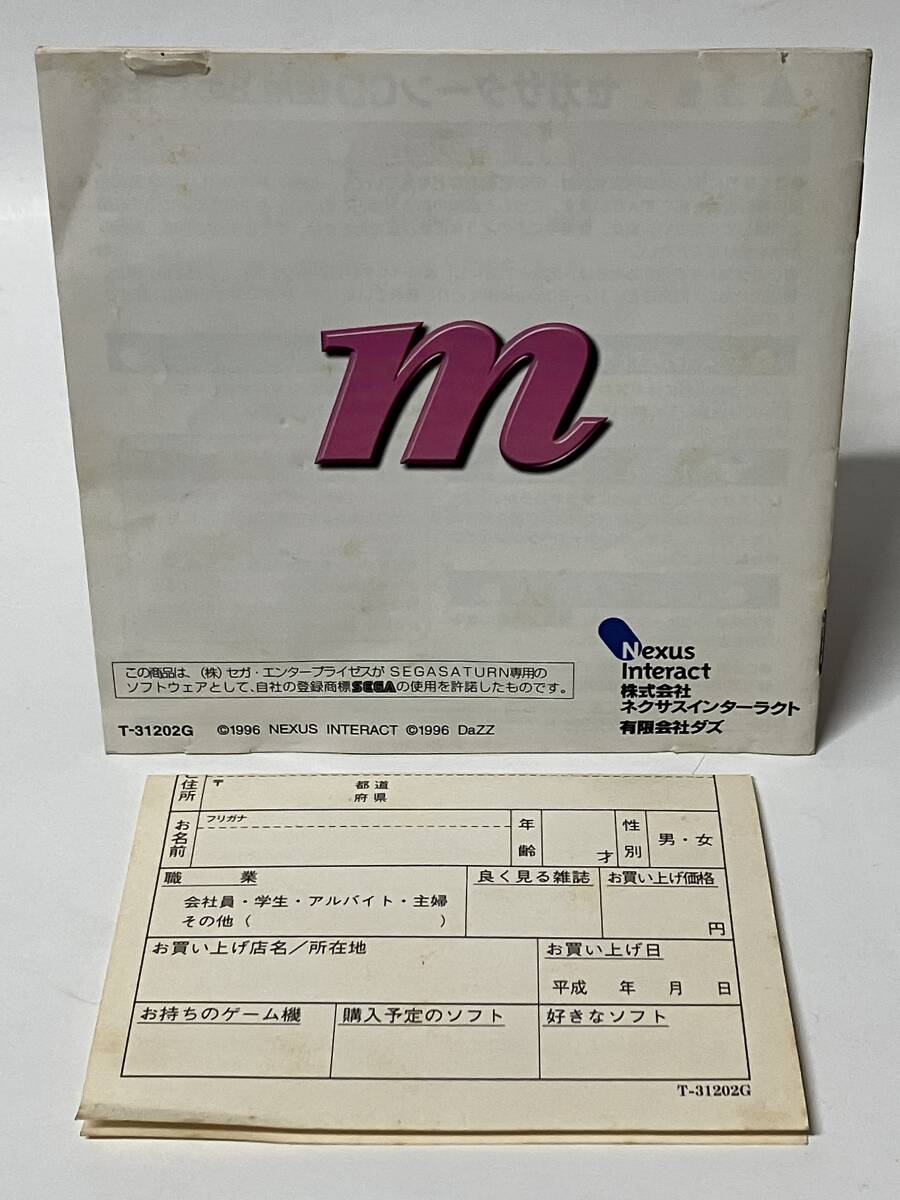 m
Nexus
Interact
株式会社
ネクサスインターラクト
有限会社ダズ
この商品は、(株)セガ・エンタープライゼスがSEGASATURN専用の
ソフトウェアとして、自社の登録商標SEGAの使用を許諾したものです。
T-31202G ©1996 NEXUS INTERACT ©1996 DaZZ
ご住所 〒 都道
府県
お名前 フリガナ 年齢 才 性別 男・女
職業 良く見る雑誌 お買い上げ価格
会社員・学生・アルバイト・主婦
その他( ) 円
お買い上げ店名/所在地 お買い上げ日
平成 年 月 日
お持ちのゲーム機 購入予定のソフト 好きなソフト
T-31202G